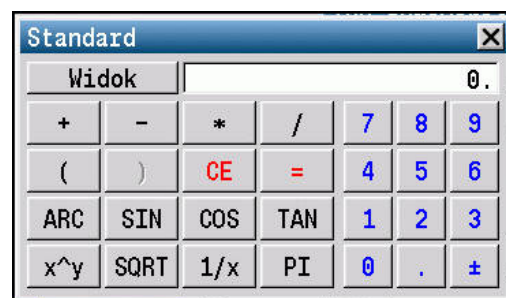 Standard X
Widok 0.
+ - * / 7 8 9
( ) CE = 4 5 6
ARC SIN COS TAN 1 2 3
x^y SQRT 1/x PI 0 . ±